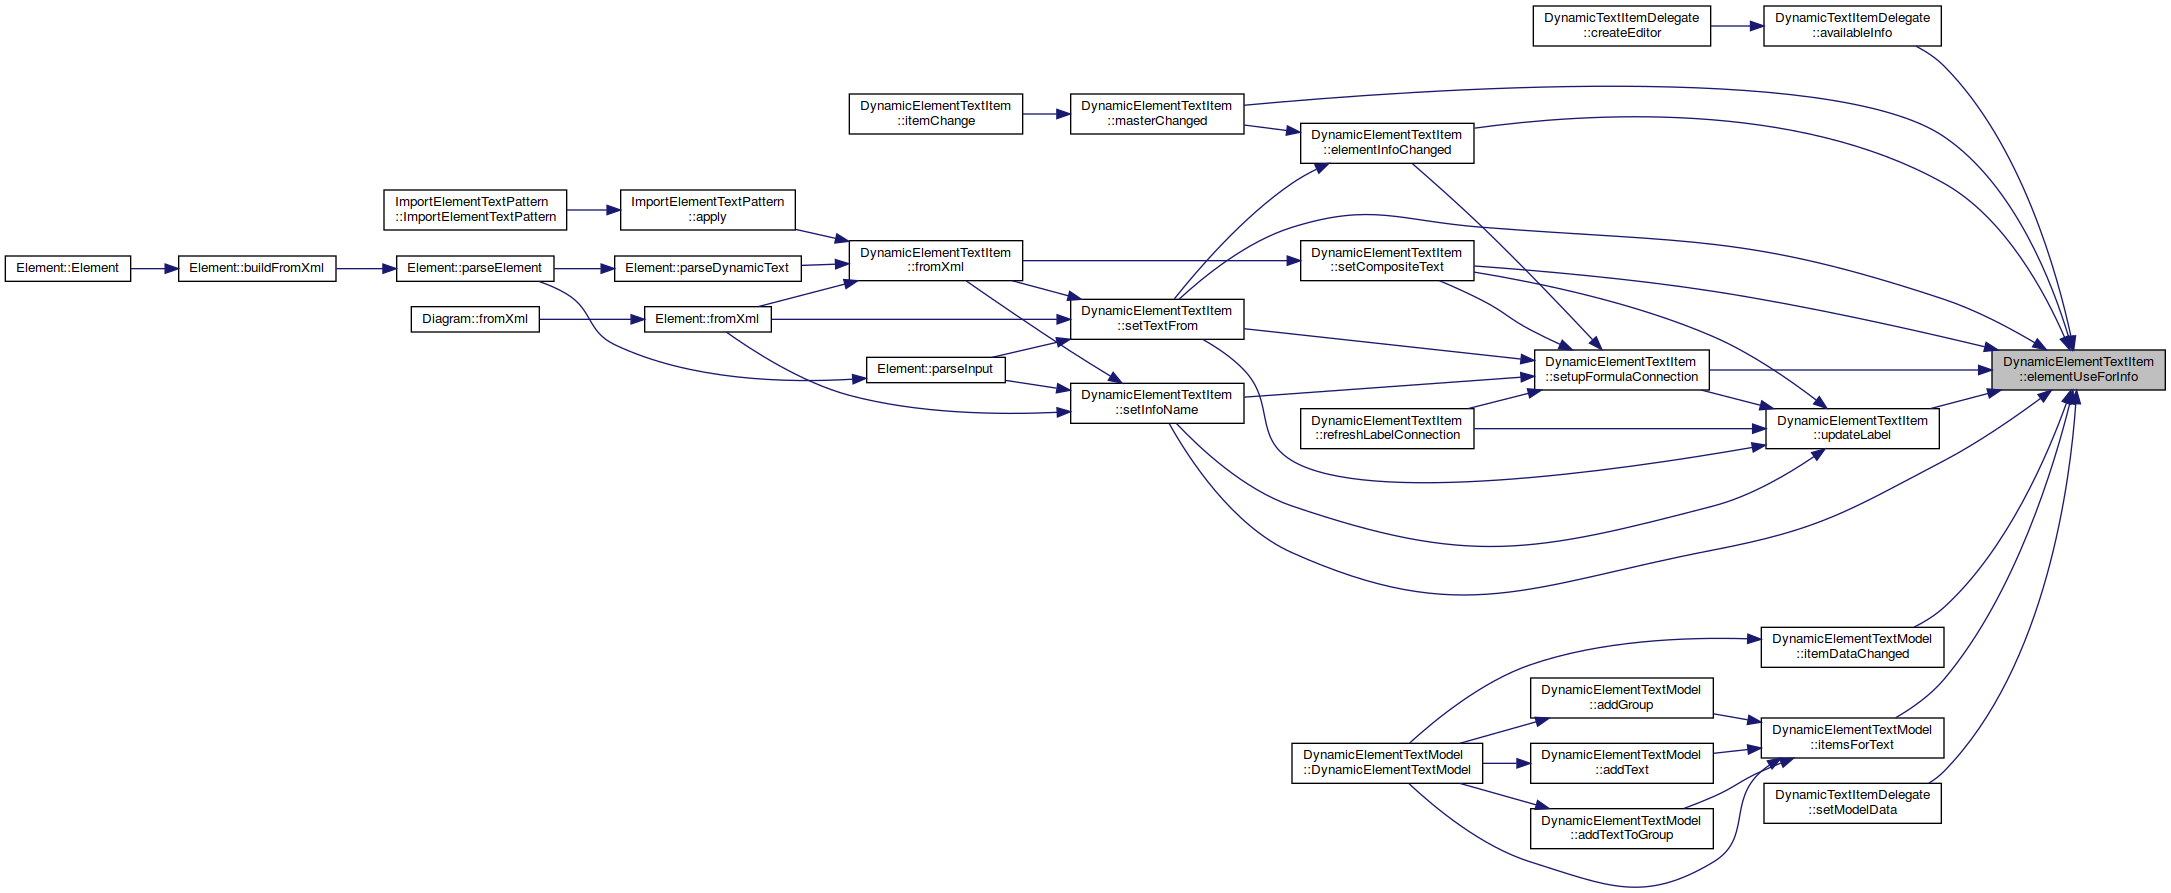 DynamicTextItemDelegate
::createEditor
DynamicTextItemDelegate
::availableInfo
DynamicElementTextItem
::itemChange
DynamicElementTextItem
::masterChanged
DynamicElementTextItem
::elementInfoChanged
ImportElementTextPattern
::ImportElementTextPattern
ImportElementTextPattern
::apply
Element::Element
Element::buildFromXml
Element::parseElement
Element::parseDynamicText
DynamicElementTextItem
::fromXml
DynamicElementTextItem
::setCompositeText
Diagram::fromXml
Element::fromXml
DynamicElementTextItem
::setTextFrom
Element::parseInput
DynamicElementTextItem
::setInfoName
DynamicElementTextItem
::setupFormulaConnection
DynamicElementTextItem
::elementUseForInfo
DynamicElementTextItem
::refreshLabelConnection
DynamicElementTextItem
::updateLabel
DynamicElementTextModel
::itemDataChanged
DynamicElementTextModel
::addGroup
DynamicElementTextModel
::itemsForText
DynamicElementTextModel
::DynamicElementTextModel
DynamicElementTextModel
::addText
DynamicTextItemDelegate
::setModelData
DynamicElementTextModel
::addTextToGroup